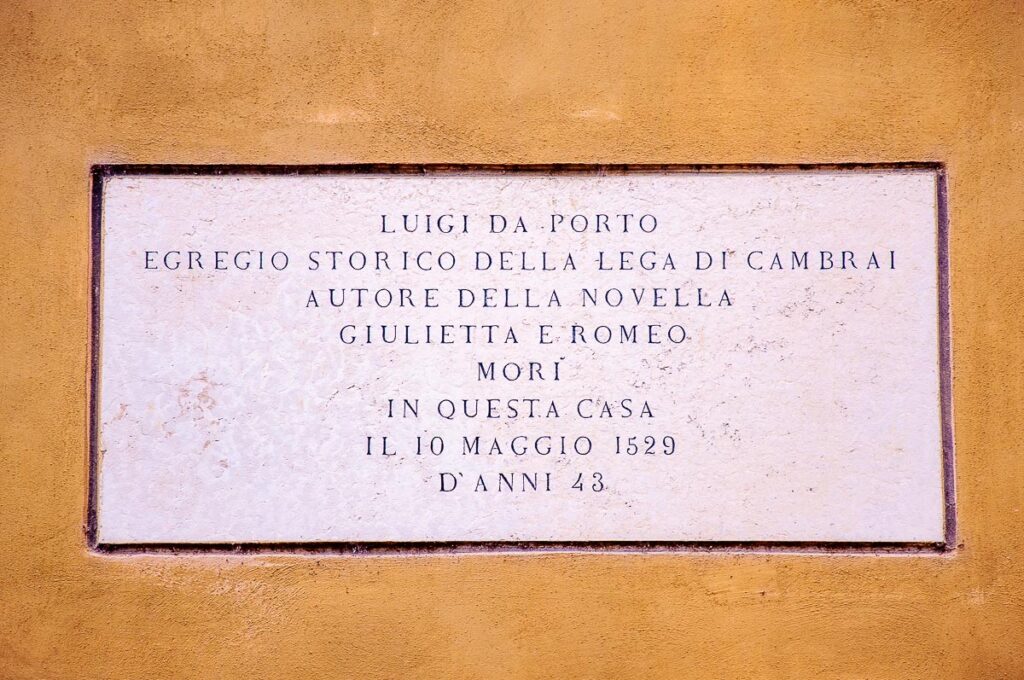 LUIGI DA PORTO
EGREGIO STORICO DELLA LEGA DI CAMBRAI
AUTORE DELLA NOVELLA
GIULIETTA E ROMEO
MORÌ
IN QUESTA CASA
IL 10 MAGGIO 1529
D'ANNI 43